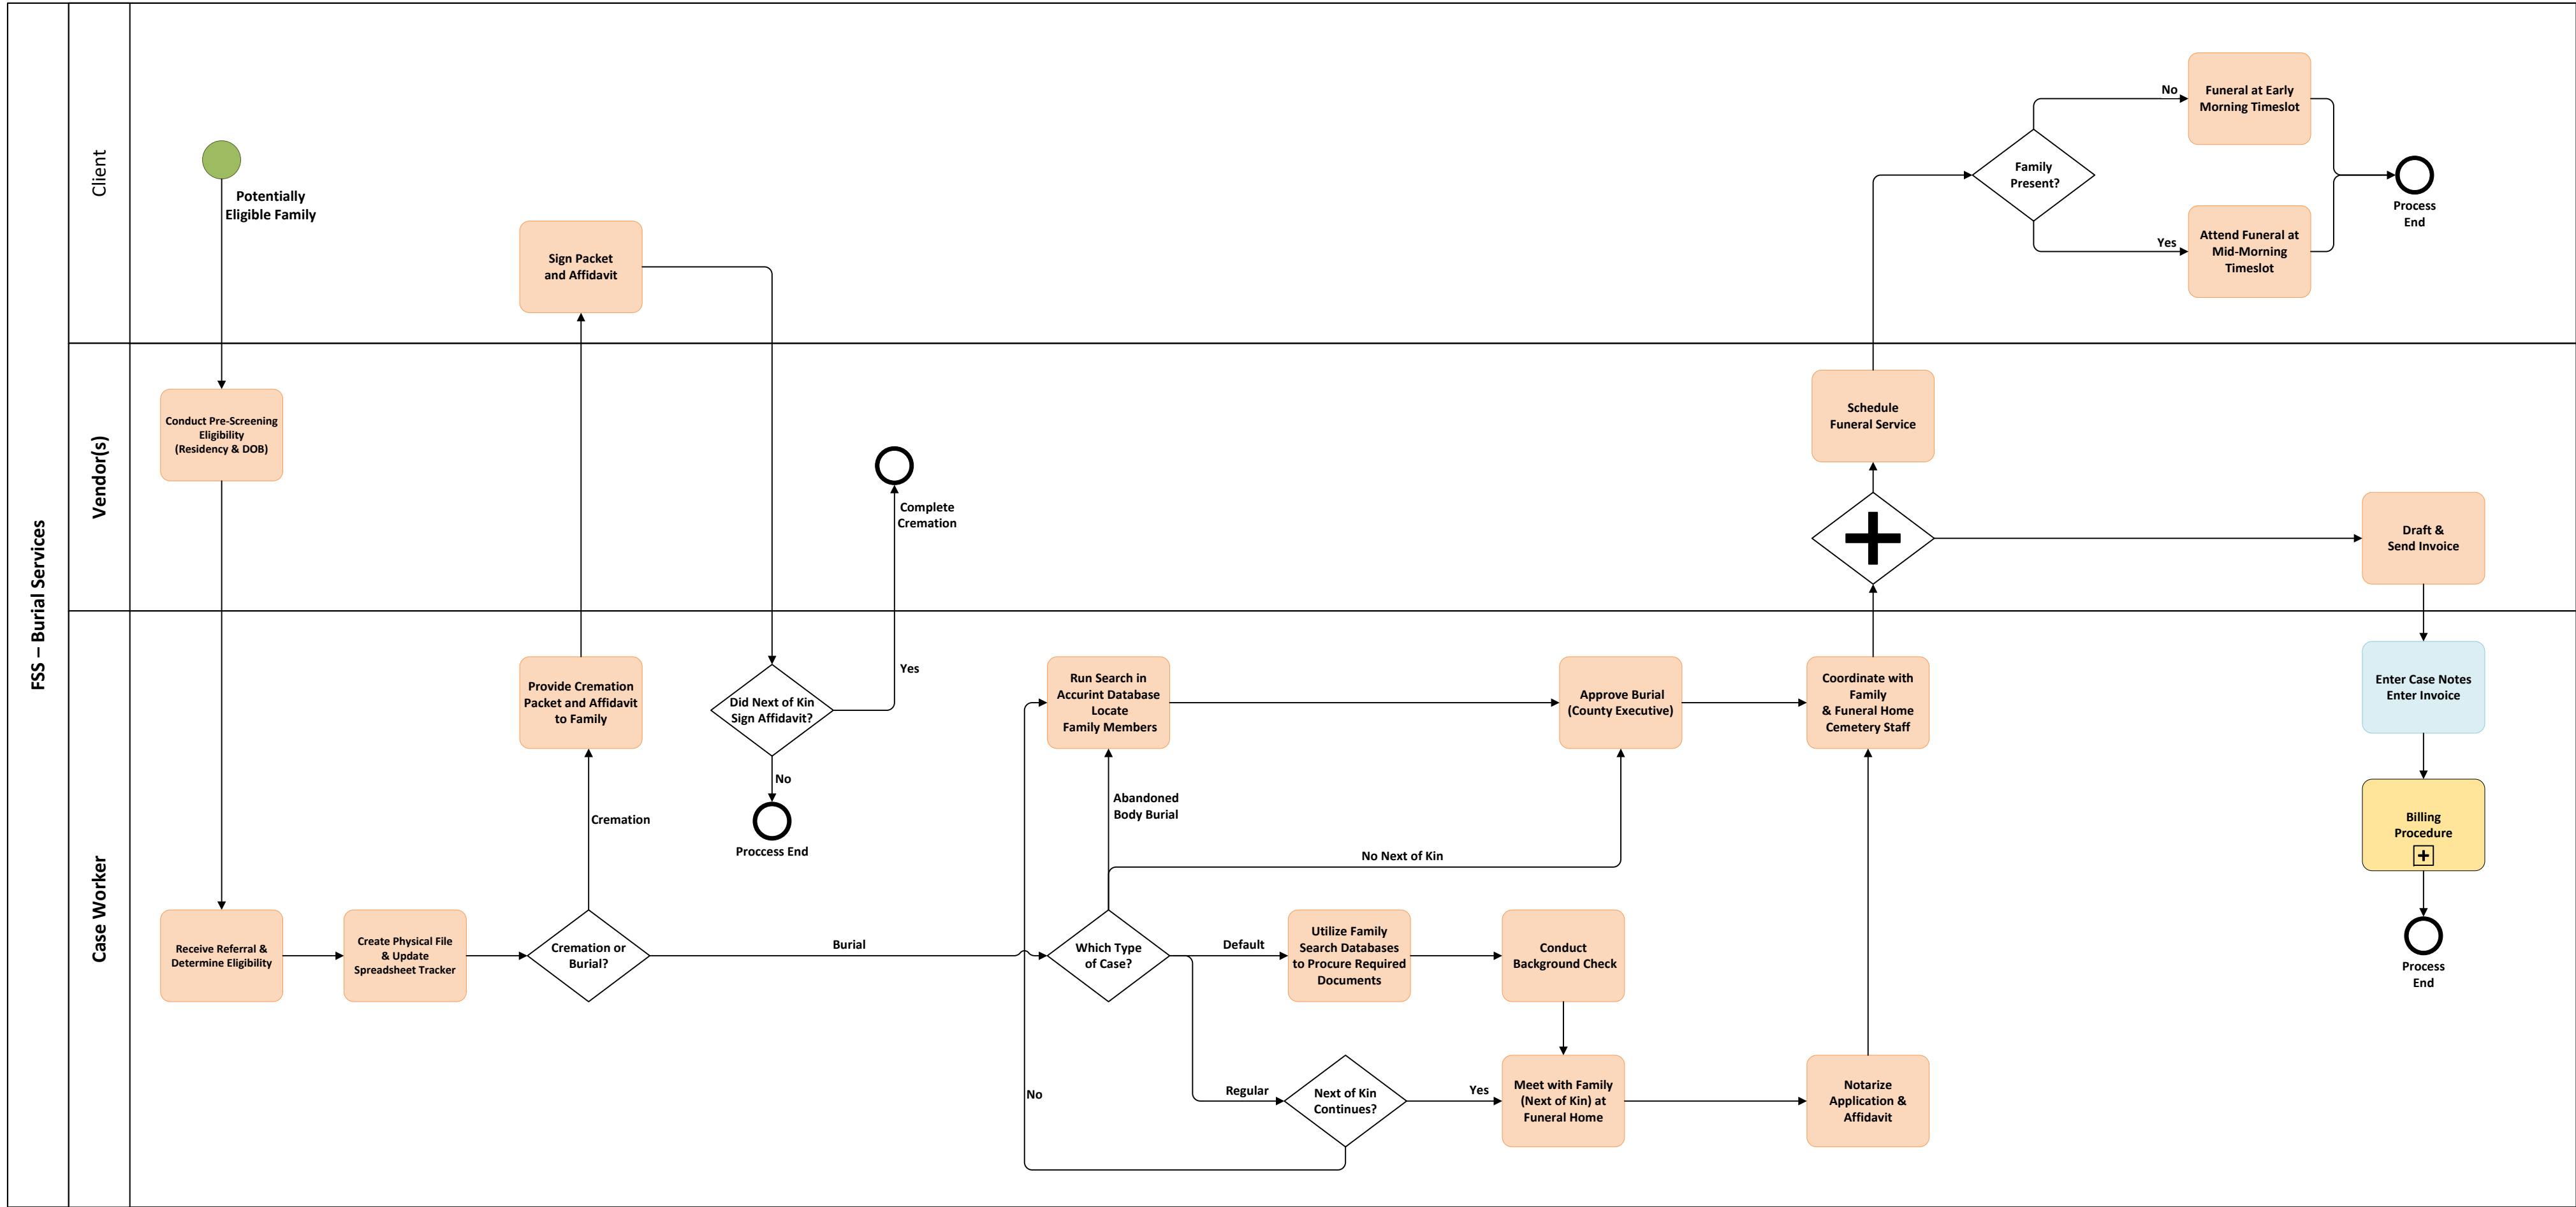 FSS – Burial Services
Client
Potentially
Eligible Family
Sign Packet
and Affidavit
Family
Present?
No
Funeral at Early
Morning Timeslot
Yes
Attend Funeral at
Mid-Morning
Timeslot
Process
End
Vendor(s)
Conduct Pre-Screening
Eligibility
(Residency & DOB)
Complete
Cremation
Schedule
Funeral Service
Draft &
Send Invoice
Case Worker
Receive Referral &
Determine Eligibility
Create Physical File
& Update
Spreadsheet Tracker
Cremation or
Burial?
Cremation
Provide Cremation
Packet and Affidavit
to Family
Did Next of Kin
Sign Affidavit?
Yes
No
Proccess End
Burial
Which Type
of Case?
Abandoned
Body Burial
Run Search in
Accurint Database
Locate
Family Members
No Next of Kin
Approve Burial
(County Executive)
Coordinate with
Family
& Funeral Home
Cemetery Staff
Default
Utilize Family
Search Databases
to Procure Required
Documents
Conduct
Background Check
Regular
Next of Kin
Continues?
No
Yes
Meet with Family
(Next of Kin) at
Funeral Home
Notarize
Application &
Affidavit
Enter Case Notes
Enter Invoice
Billing
Procedure
Process
End